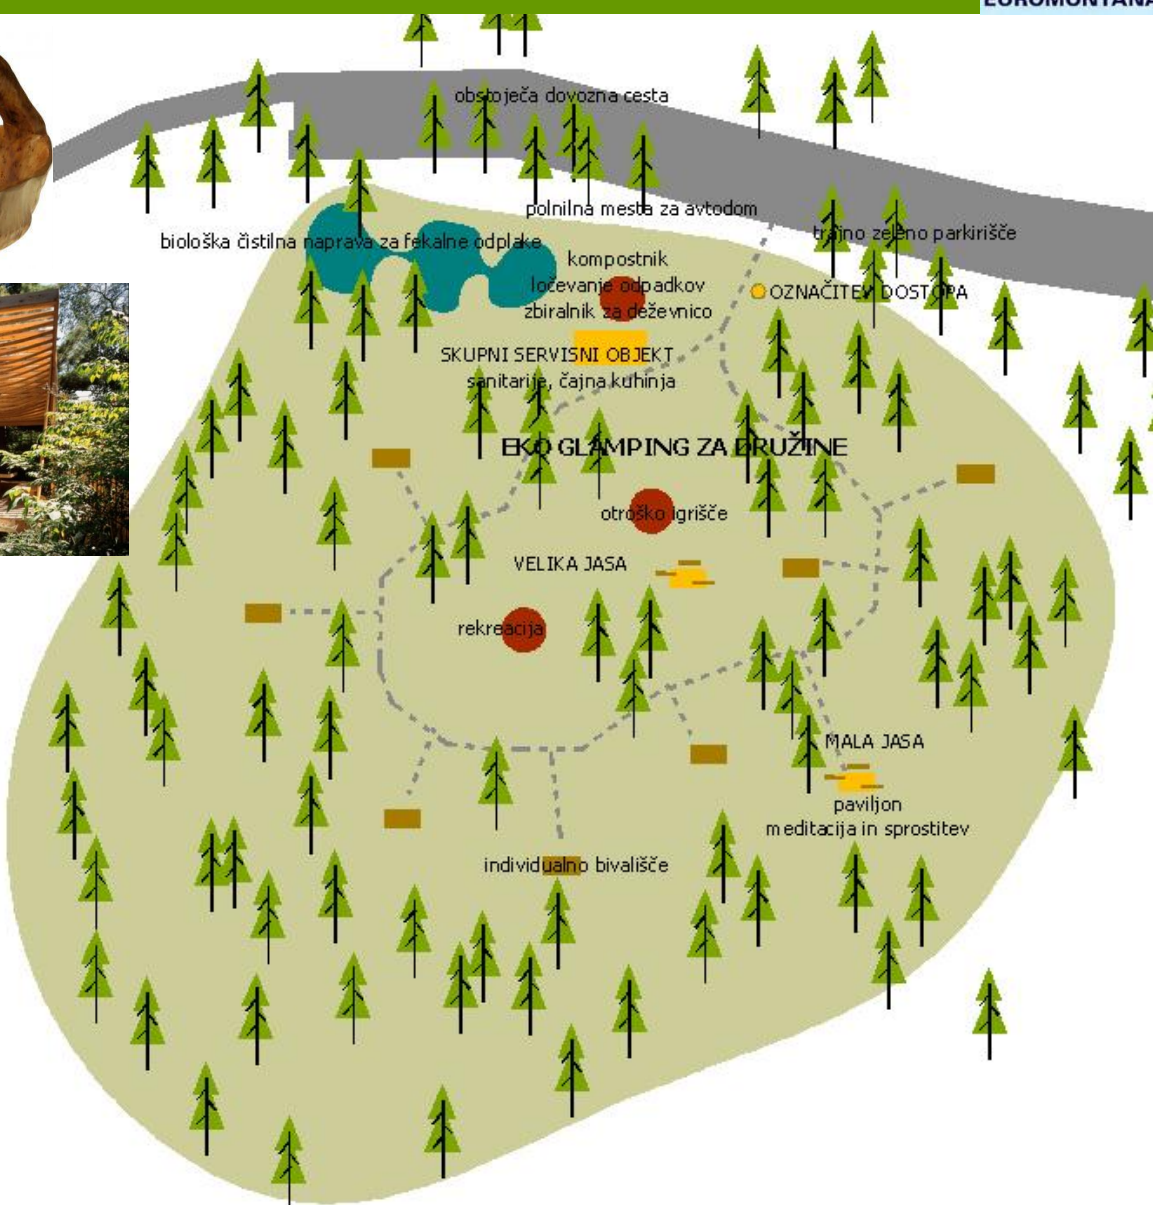 EUROMONTANA
obstoječa dovozna cesta
polnilna mesta za avtodom
trajno zeleno parkirišče
biološka čistilna naprava za fekalne odplake
kompostnik
ločevanje odpadkov
zbiralnik za deževnico
OZNAČITEV DOSTOPA
SKUPNI SERVISNI OBJEKT
sanitarije, čajna kuhinja
EKO GLAMPING ZA DRUŽINE
otroško igrišče
VELIKA JASA
rekreacija
MALA JASA
paviljon
meditacija in sprostitev
individualno bivališče